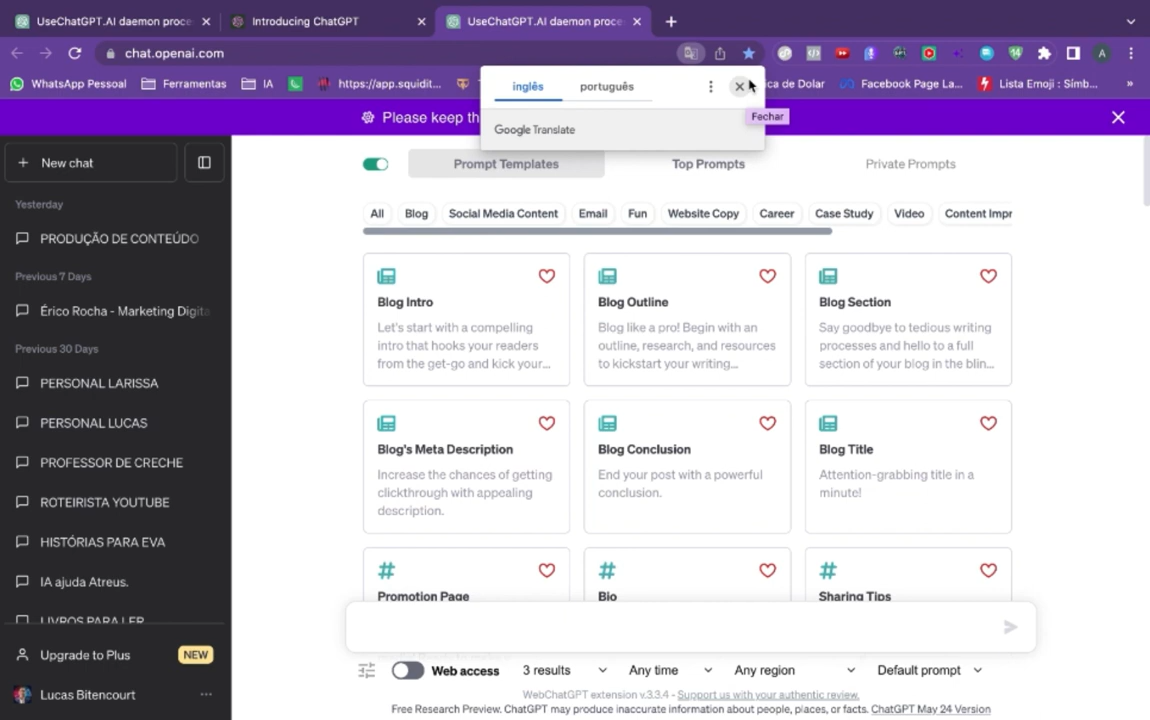 UseChatGPT.AI daemon proce
Introducing ChatGPT
UseChatGPT.AI daemon proce
chat.openai.com
A
WhatsApp Pessoal
Ferramentas
IA
https://app.squidit...
ca de Dolar
Facebook Page La...
Lista Emoji : Símb...
»
inglês
português
Fechar
Google Translate
Please keep th
New chat
Prompt Templates
Top Prompts
Private Prompts
Yesterday
PRODUÇÃO DE CONTEÚDO
Previous 7 Days
Érico Rocha - Marketing Digita
Previous 30 Days
PERSONAL LARISSA
PERSONAL LUCAS
PROFESSOR DE CRECHE
ROTEIRISTA YOUTUBE
HISTÓRIAS PARA EVA
IA ajuda Atreus.
LIVROS PARA LER
Upgrade to Plus
NEW
Lucas Bitencourt
All
Blog
Social Media Content
Email
Fun
Website Copy
Career
Case Study
Video
Content Impr
Blog Intro
Let's start with a compelling
intro that hooks your readers
from the get-go and kick your...
Blog Outline
Blog like a pro! Begin with an
outline, research, and resources
to kickstart your writing...
Blog Section
Say goodbye to tedious writing
processes and hello to a full
section of your blog in the blin...
Blog's Meta Description
Increase the chances of getting
clickthrough with appealing
description.
Blog Conclusion
End your post with a powerful
conclusion.
Blog Title
Attention-grabbing title in a
minute!
#
Promotion Page
#
Bio
#
Sharing Tips
Web access
3 results
Any time
Any region
Default prompt
WebChatGPT extension v.3.3.4 - Support us with your authentic review.
Free Research Preview. ChatGPT may produce inaccurate information about people, places, or facts. ChatGPT May 24 Version